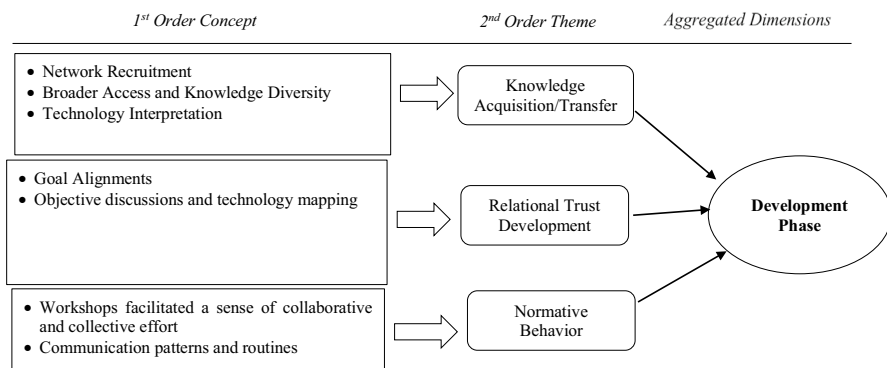 1st Order Concept
2nd Order Theme
Aggregated Dimensions
• Network Recruitment
• Broader Access and Knowledge Diversity
• Technology Interpretation
Knowledge
Acquisition/Transfer
• Goal Alignments
• Objective discussions and technology mapping
Relational Trust
Development
Development
Phase
• Workshops facilitated a sense of collaborative
and collective effort
• Communication patterns and routines
Normative
Behavior